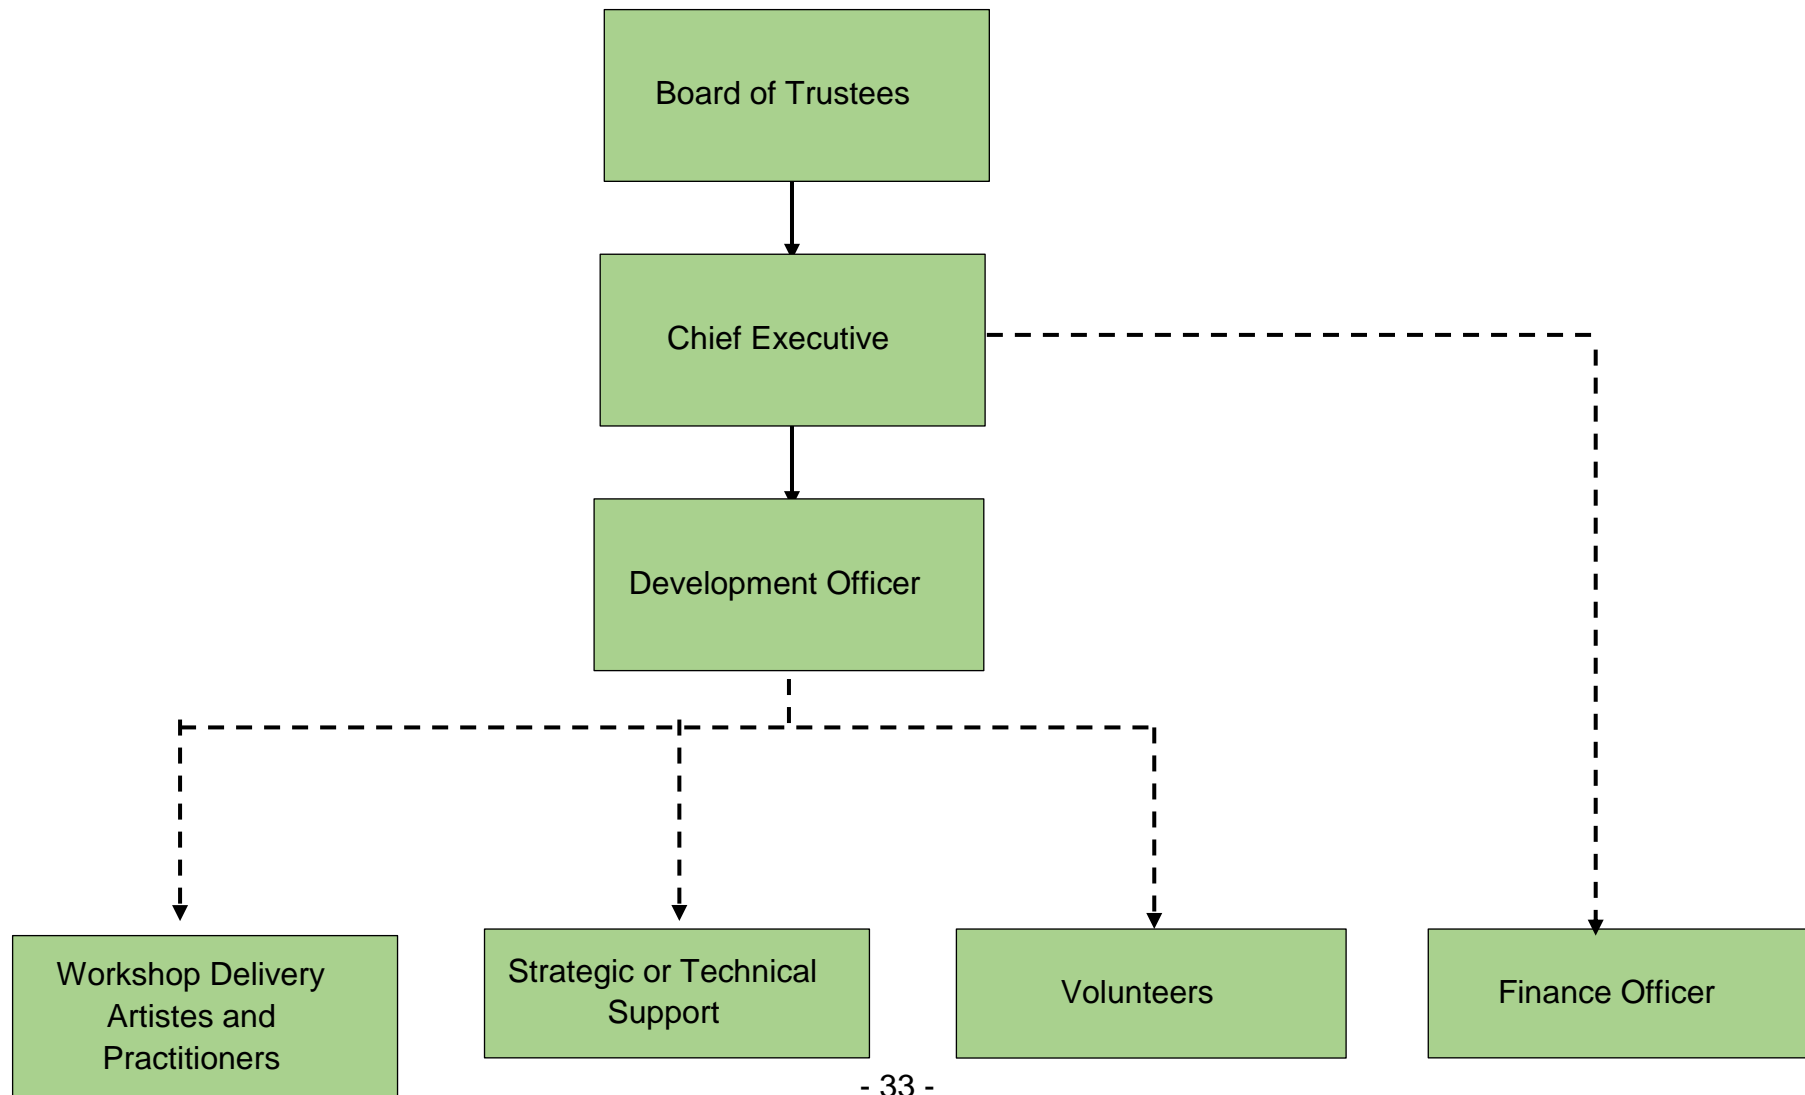 Board of Trustees
Chief Executive
Development Officer
Workshop Delivery
Artistes and
Practitioners
Strategic or Technical
Support
Volunteers
Finance Officer
- 33 -